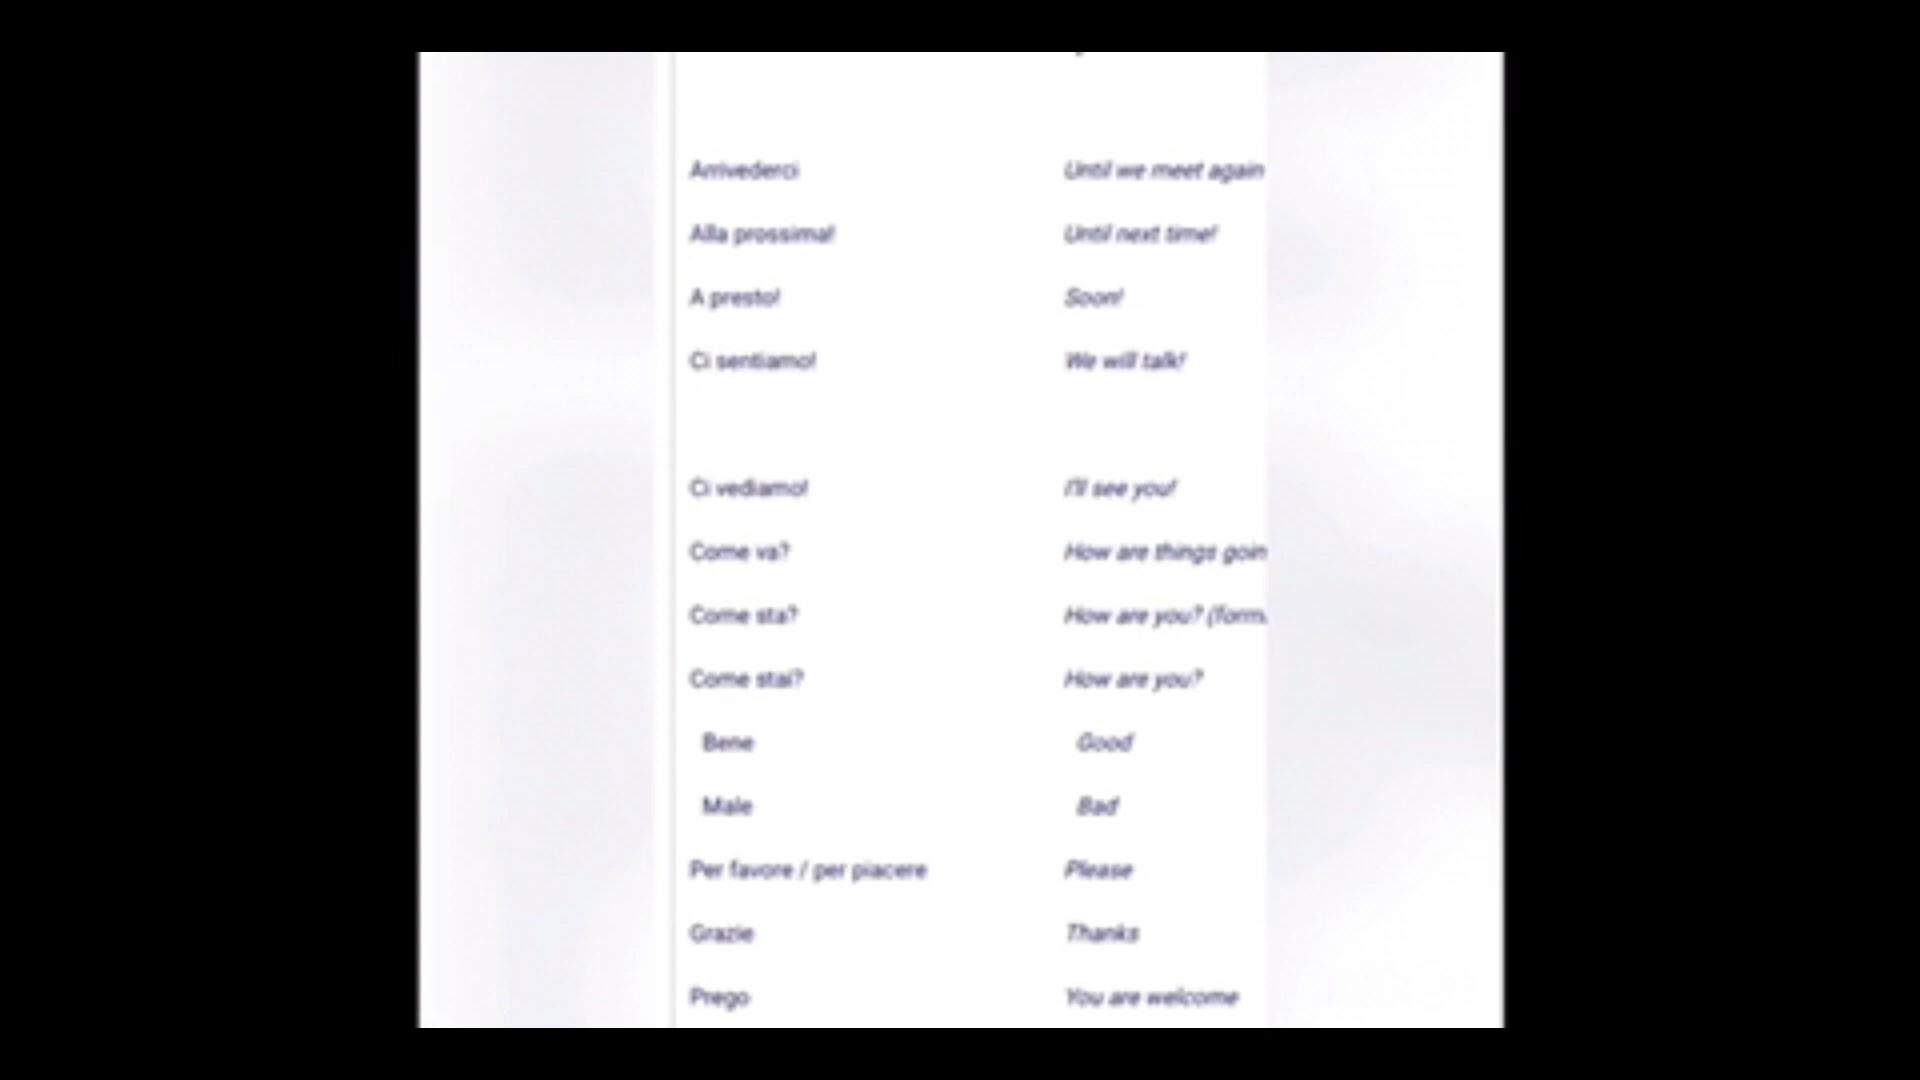 Arrivederci Until we meet again
Alla prossima! Until next time!
A presto! Soon!
Ci sentiamo! We will talk!
Ci vediamo! I'll see you!
Come va? How are things goin
Come sta? How are you? (form
Come stai? How are you?
Bene Good
Male Bad
Per favore / per piacere Please
Grazie Thanks
Prego You are welcome